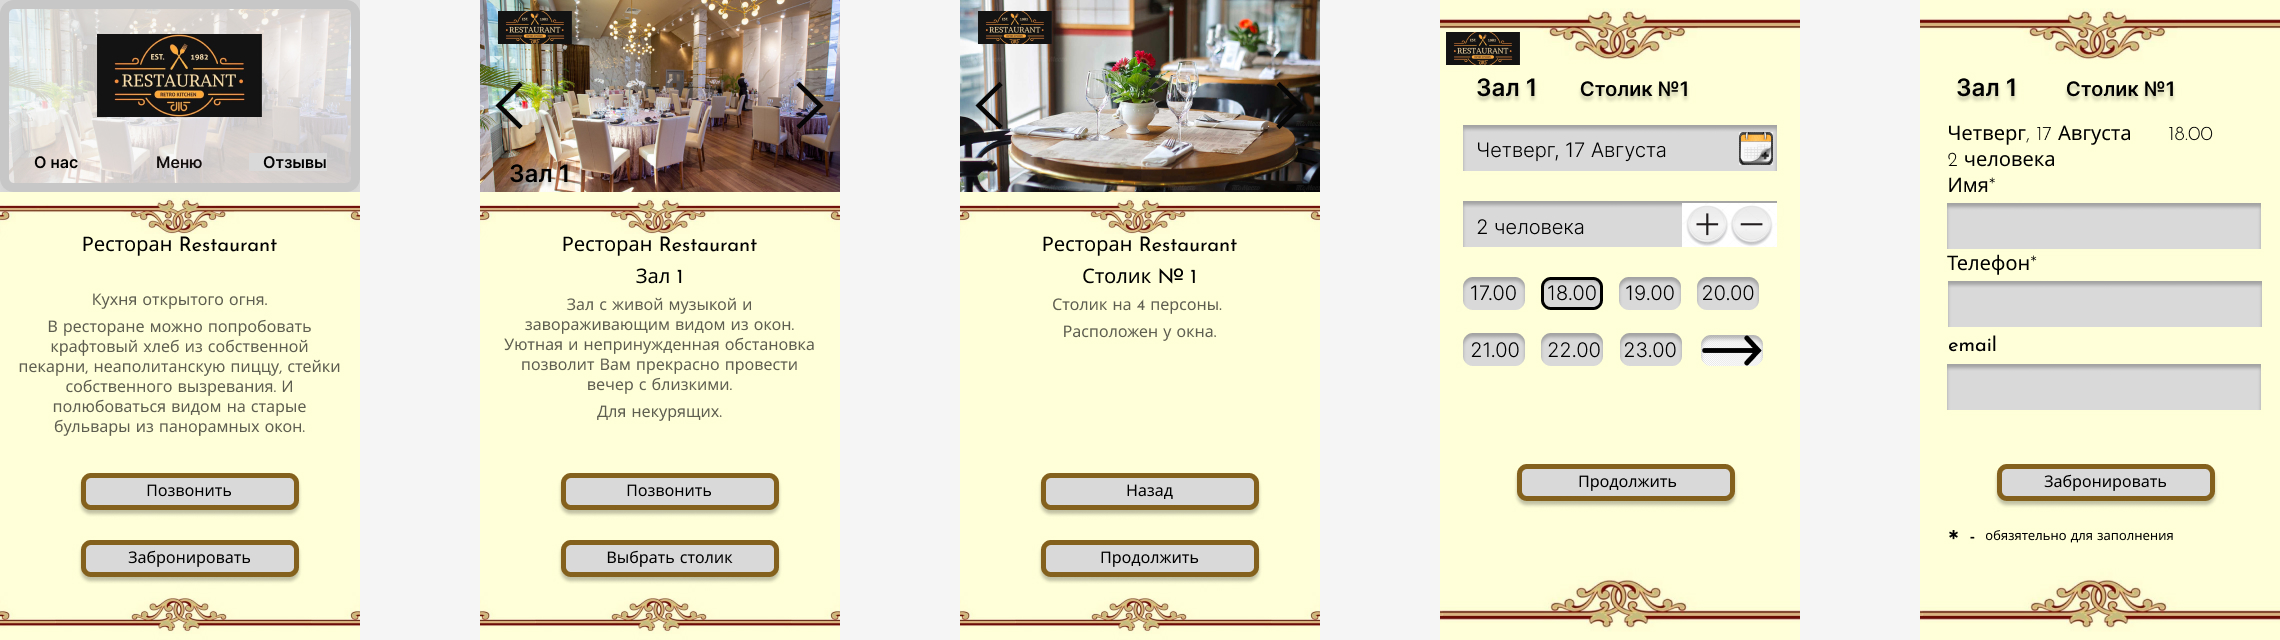 EST. 1982
RESTAURANT
RETRO KITCHEN
О нас Меню Отзывы
Ресторан Restaurant
Кухня открытого огня.
В ресторане можно попробовать
крафтовый хлеб из собственной
пекарни, неаполитанскую пиццу, стейки
собственного вызревания. И
полюбоваться видом на старые
бульвары из панорамных окон.
Позвонить
Забронировать
RESTAURANT
Зал 1
Ресторан Restaurant
Зал 1
Зал с живой музыкой и
завораживающим видом из окон.
Уютная и непринужденная обстановка
позволит Вам прекрасно провести
вечер с близкими.
Для некурящих.
Позвонить
Выбрать столик
RESTAURANT
Ресторан Restaurant
Столик № 1
Столик на 4 персоны.
Расположен у окна.
Назад
Продолжить
RESTAURANT
Зал 1 Столик №1
Четверг, 17 Августа
2 человека
17.00 18.00 19.00 20.00
21.00 22.00 23.00
Продолжить
Зал 1 Столик №1
Четверг, 17 Августа 18.00
2 человека
Имя*
Телефон*
email
Забронировать
* - обязятельно для заполнения